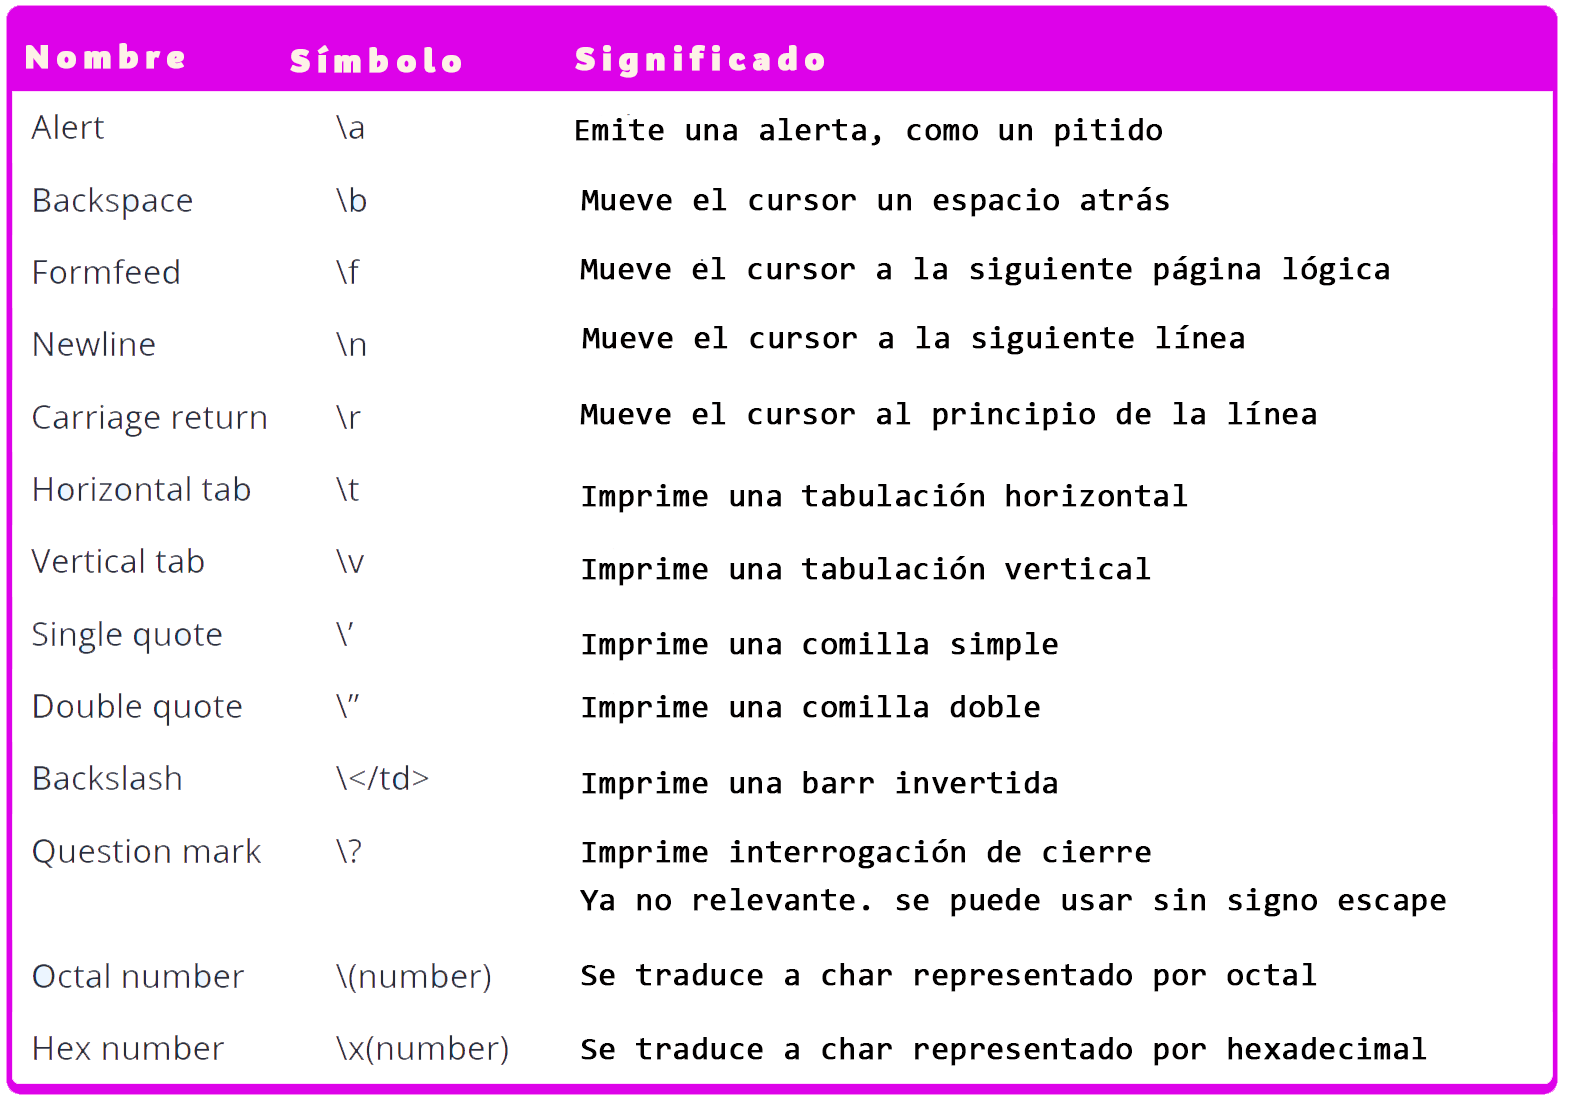 Nombre Símbolo Significado
Alert \a Emite una alerta, como un pitido
Backspace \b Mueve el cursor un espacio atrás
Formfeed \f Mueve el cursor a la siguiente página lógica
Newline \n Mueve el cursor a la siguiente línea
Carriage return \r Mueve el cursor al principio de la línea
Horizontal tab \t Imprime una tabulación horizontal
Vertical tab \v Imprime una tabulación vertical
Single quote \’ Imprime una comilla simple
Double quote \” Imprime una comilla doble
Backslash \</td> Imprime una barr invertida
Question mark \? Imprime interrogación de cierre
Ya no relevante. se puede usar sin signo escape
Octal number \(number) Se traduce a char representado por octal
Hex number \x(number) Se traduce a char representado por hexadecimal